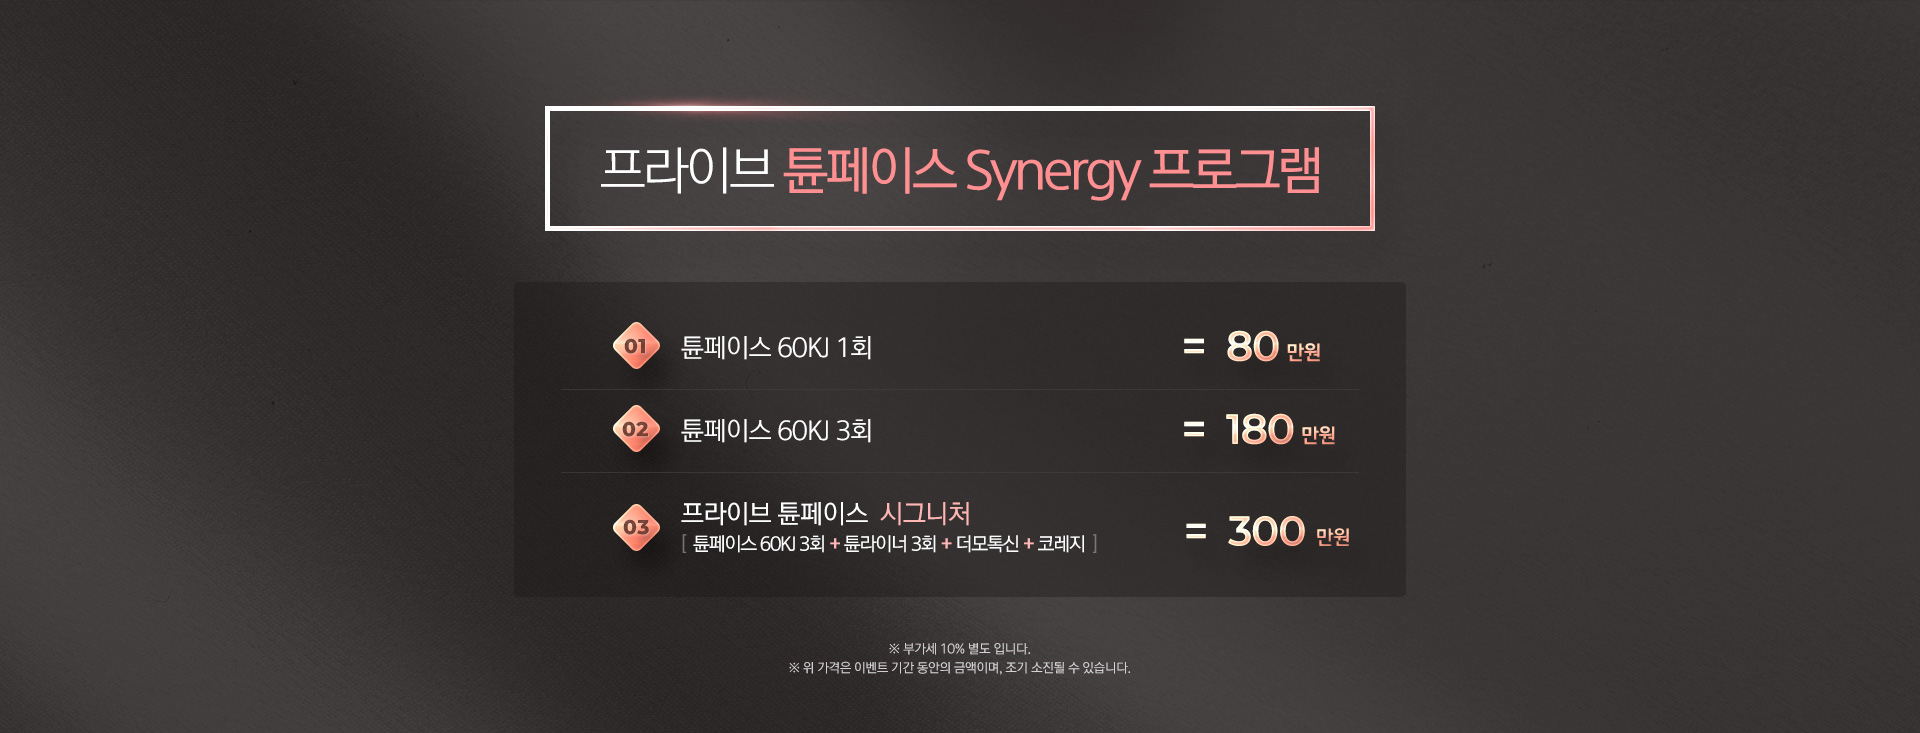 프라이브 튠페이스 Synergy 프로그램
01 튠페이스 60KJ 1회 = 80 만원
02 튠페이스 60KJ 3회 = 180 만원
03 프라이브 튠페이스 시그니처 = 300 만원
[ 튠페이스 60KJ 3회 + 튠라이너 3회 + 더모톡신 + 코레지 ]
※ 부가세 10% 별도 입니다.
※ 위 가격은 이벤트 기간 동안의 금액이며, 조기 소진될 수 있습니다.